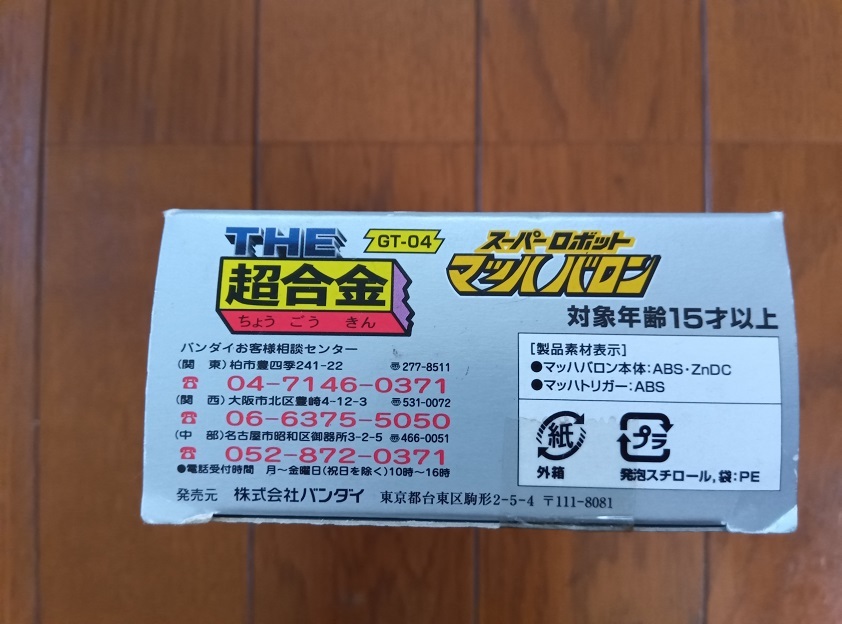 THE
超合金
ちょう ごう きん
GT-04
スーパーロボット
マッハバロン
対象年齢15才以上
バンダイお客様相談センター
(関 東)柏市豊四季241-22 〠277-8511
☎ 04-7146-0371
(関 西)大阪市北区豊崎4-12-3 〠531-0072
☎ 06-6375-5050
(中 部)名古屋市昭和区御器所3-2-5 〠466-0051
☎ 052-872-0371
●電話受付時間 月〜金曜日(祝日を除く)10時〜16時
発売元 株式会社バンダイ 東京都台東区駒形2-5-4 〒111-8081
[製品素材表示]
●マッハバロン本体:ABS・ZnDC
●マッハトリガー:ABS
紙
外箱
プラ
発泡スチロール,袋:PE